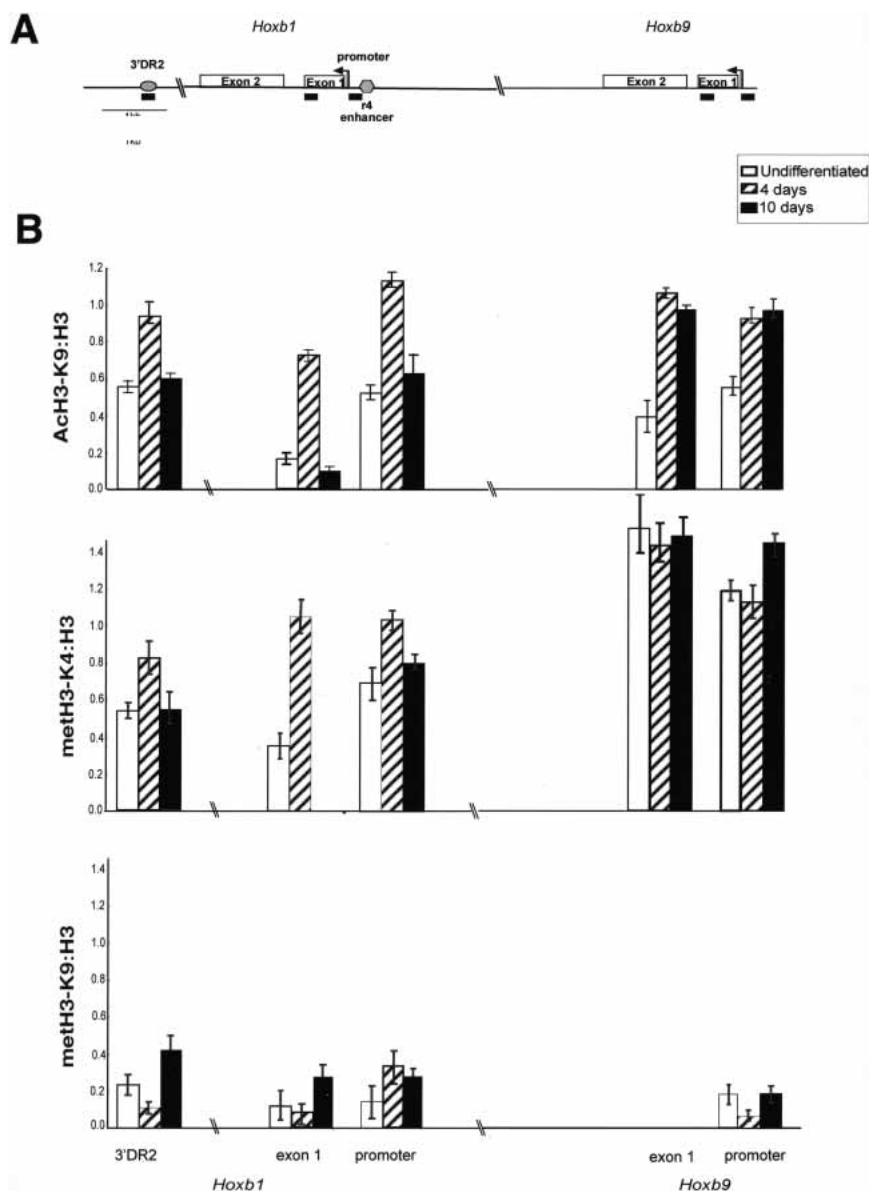 A
Hoxb1
Hoxb9
3'DR2
promoter
Exon 2
Exon 1
Exon 2
Exon 1
r4
enhancer
Undifferentiated
4 days
10 days
B
AcH3-K9:H3
1.2
1.0
0.8
0.6
0.4
0.2
0.0
metH3-K4:H3
1.4
1.2
1.0
0.8
0.6
0.4
0.2
0.0
metH3-K9:H3
1.4
1.2
1.0
0.8
0.6
0.4
0.2
0.0
3'DR2
exon 1
promoter
exon 1
promoter
Hoxb1
Hoxb9